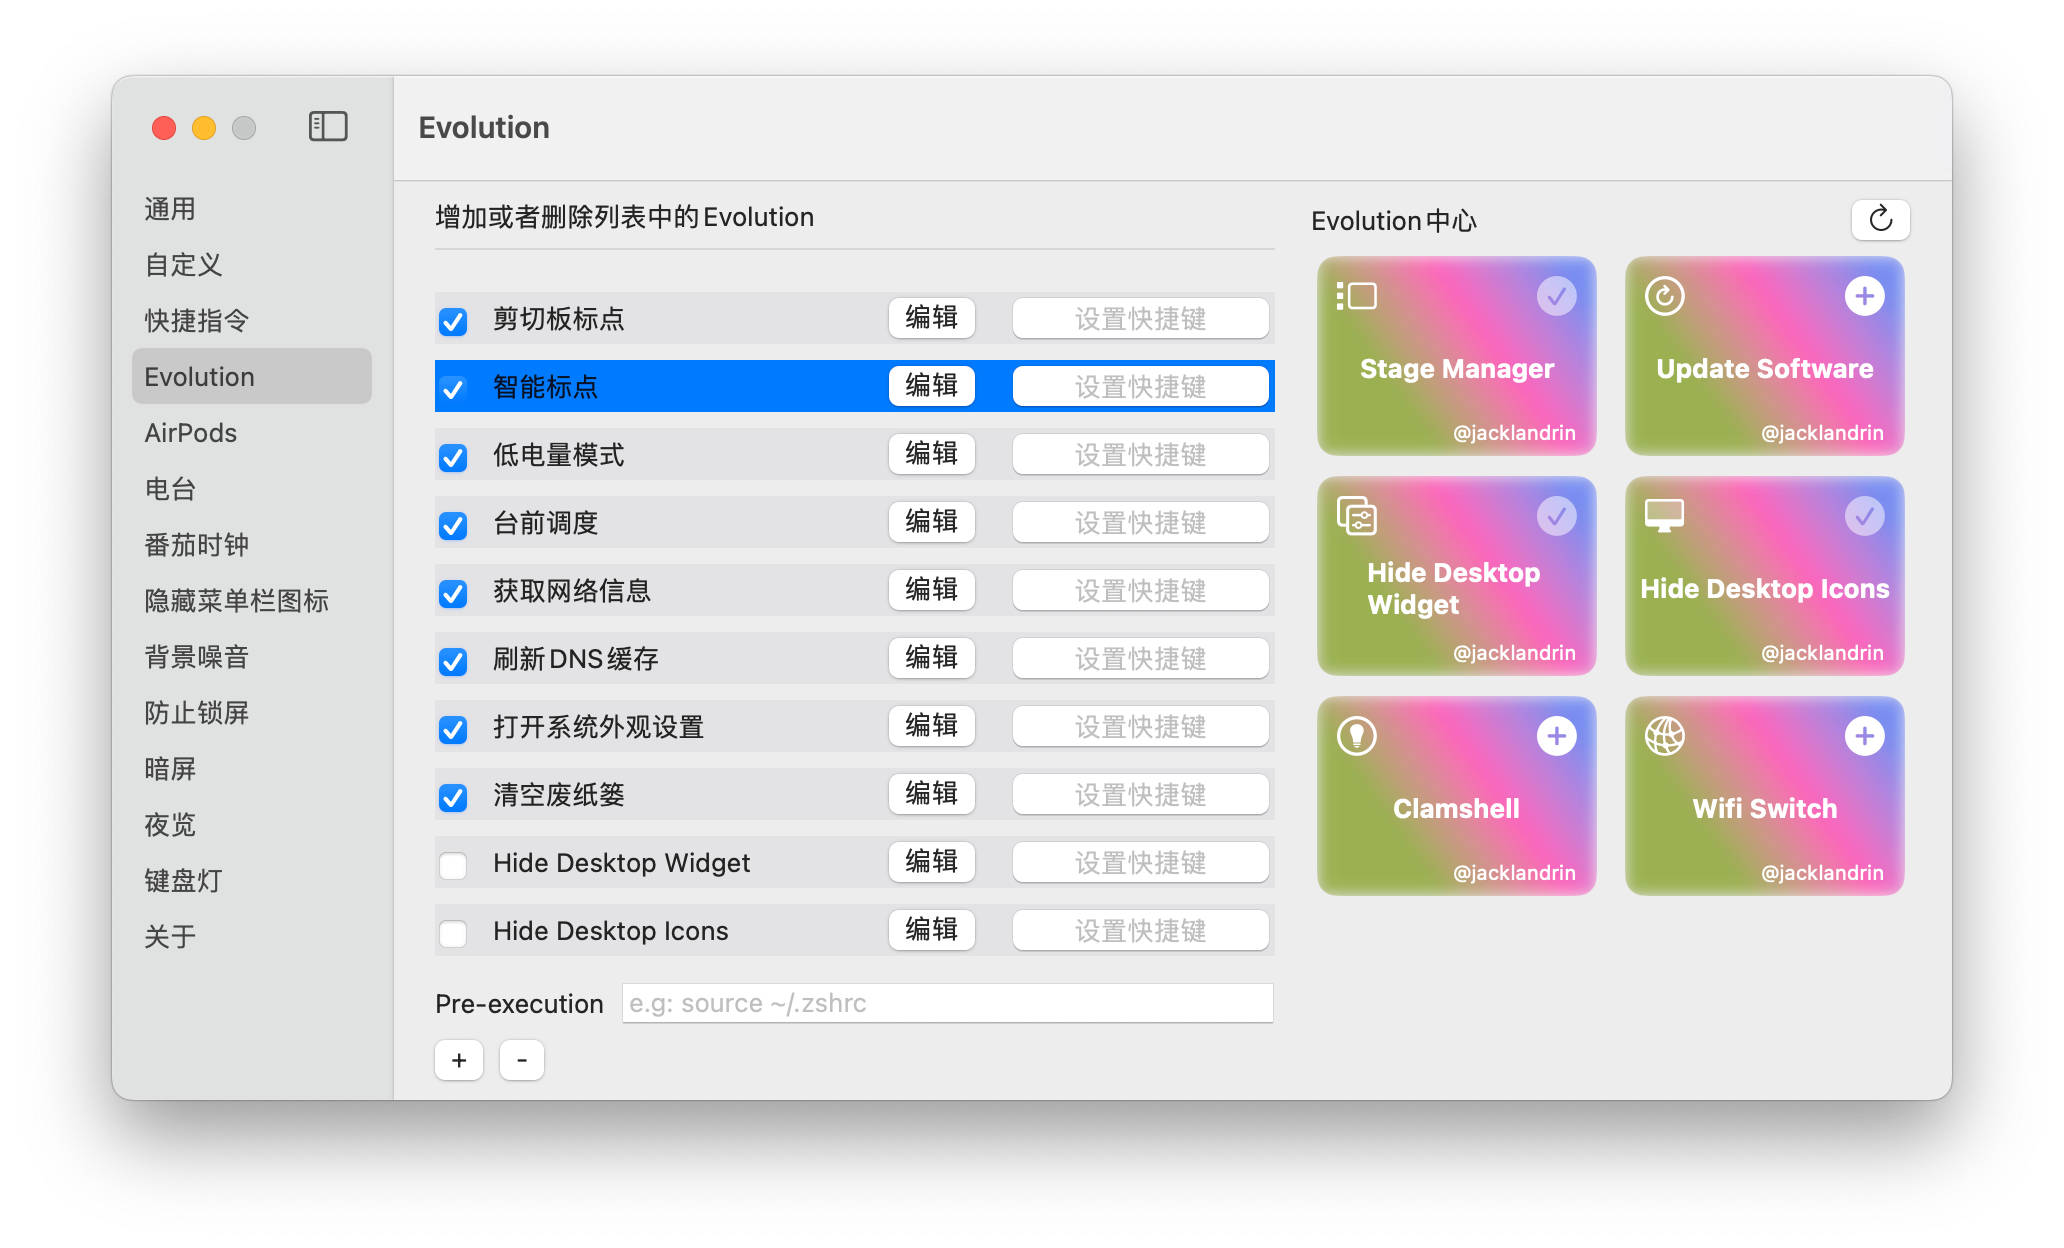 Evolution
通用
自定义
快捷指令
Evolution
AirPods
电台
番茄时钟
隐藏菜单栏图标
背景噪音
防止锁屏
暗屏
夜览
键盘灯
关于
增加或者删除列表中的Evolution
剪切板标点 编辑 设置快捷键
智能标点 编辑 设置快捷键
低电量模式 编辑 设置快捷键
台前调度 编辑 设置快捷键
获取网络信息 编辑 设置快捷键
刷新DNS缓存 编辑 设置快捷键
打开系统外观设置 编辑 设置快捷键
清空废纸篓 编辑 设置快捷键
Hide Desktop Widget 编辑 设置快捷键
Hide Desktop Icons 编辑 设置快捷键
Pre-execution e.g: source ~/.zshrc
+ -
Evolution中心
Stage Manager
@jacklandrin
Update Software
@jacklandrin
Hide Desktop
Widget
@jacklandrin
Hide Desktop Icons
@jacklandrin
Clamshell
@jacklandrin
Wifi Switch
@jacklandrin